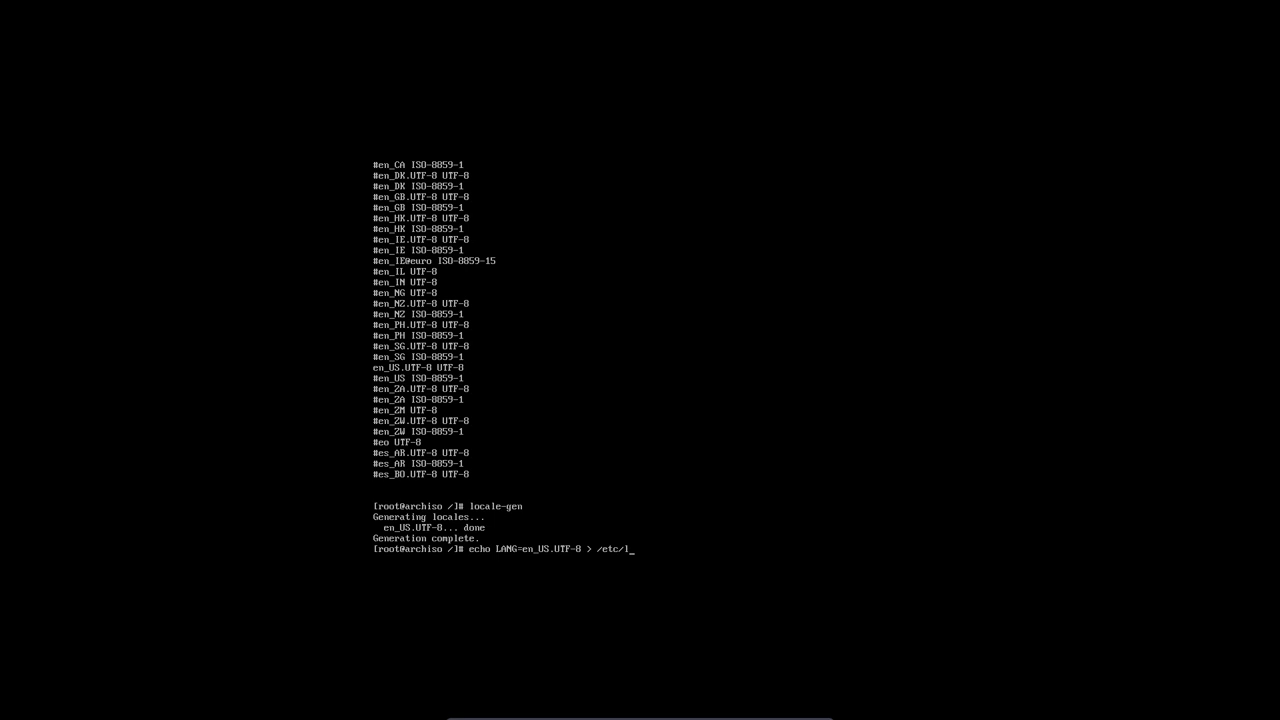 #en_CA ISO-8859-1
#en_DK.UTF-8 UTF-8
#en_DK ISO-8859-1
#en_GB.UTF-8 UTF-8
#en_GB ISO-8859-1
#en_HK.UTF-8 UTF-8
#en_HK ISO-8859-1
#en_IE.UTF-8 UTF-8
#en_IE ISO-8859-1
#en_IE@euro ISO-8859-15
#en_IL UTF-8
#en_IN UTF-8
#en_NG UTF-8
#en_NZ.UTF-8 UTF-8
#en_NZ ISO-8859-1
#en_PH.UTF-8 UTF-8
#en_PH ISO-8859-1
#en_SG.UTF-8 UTF-8
#en_SG ISO-8859-1
en_US.UTF-8 UTF-8
#en_US ISO-8859-1
#en_ZA.UTF-8 UTF-8
#en_ZA ISO-8859-1
#en_ZM UTF-8
#en_ZW.UTF-8 UTF-8
#en_ZW ISO-8859-1
#eo UTF-8
#es_AR.UTF-8 UTF-8
#es_AR ISO-8859-1
#es_BO.UTF-8 UTF-8
[root@archiso /]# locale-gen
Generating locales...
  en_US.UTF-8... done
Generation complete.
[root@archiso /]# echo LANG=en_US.UTF-8 > /etc/l_